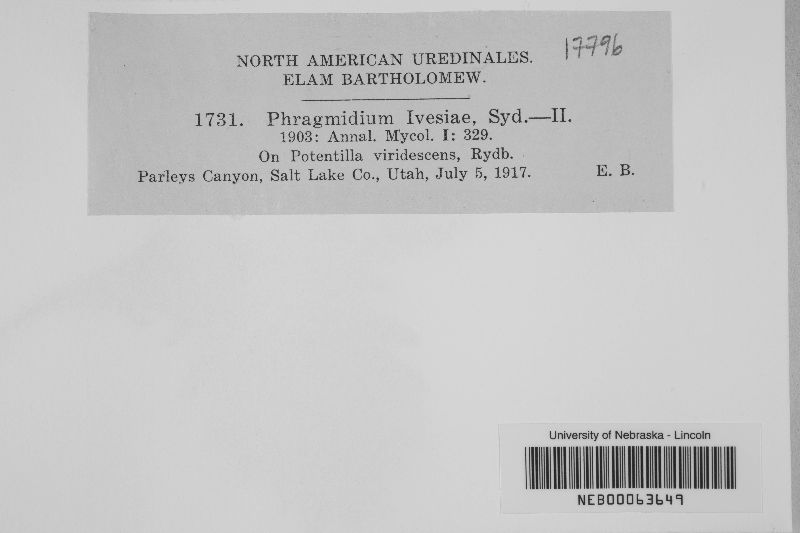 17796
NORTH AMERICAN UREDINALES.
ELAM BARTHOLOMEW.
1731. Phragmidium Ivesiae, Syd.—II.
1903: Annal. Mycol. I: 329.
On Potentilla viridescens, Rydb.
Parleys Canyon, Salt Lake Co., Utah, July 5, 1917. E. B.
University of Nebraska - Lincoln
NEB00063649